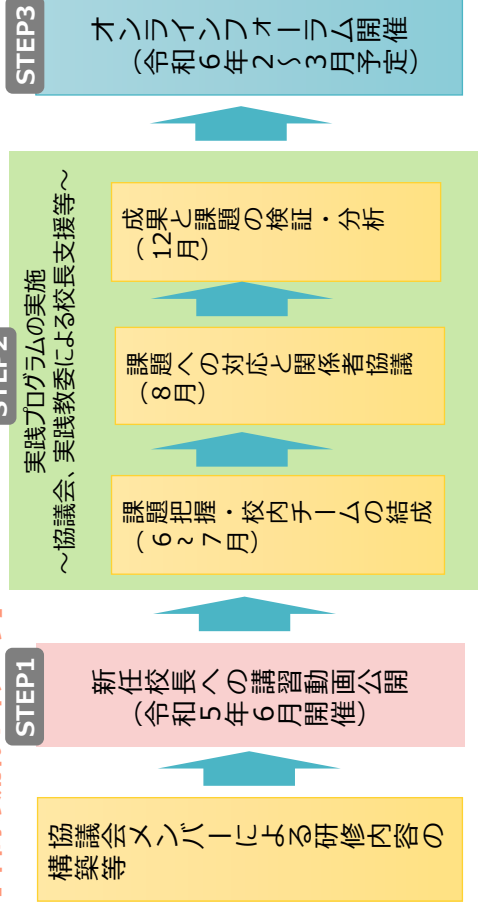 協議会メンバーによる研修内容の
構築等
STEP1
新任校長への講習動画公開
(令和5年6月開催)
STEP2
実践プログラムの実施
~協議会、実践教委による校長支援等~
課題把握・校内チームの結成
(6~7月)
課題への対応と関係者協議
(8月)
成果と課題の検証・分析
(12月)
STEP3
オンラインフォーラム開催
(令和6年2~3月予定)